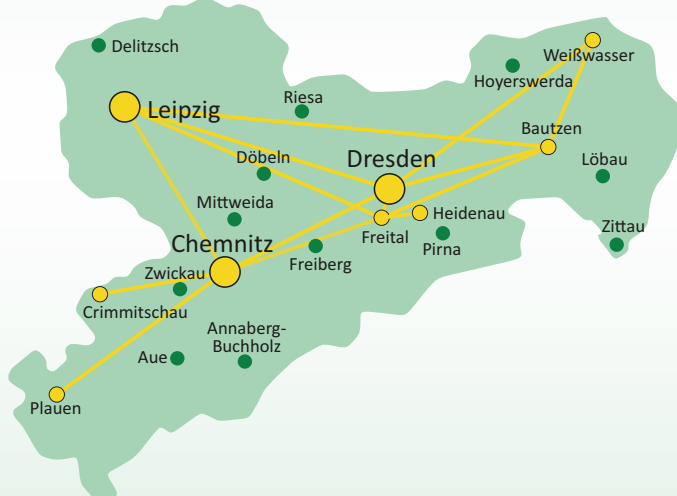 Delitzsch
Weißwasser
Hoyerswerda
Leipzig
Riesa
Bautzen
Döbeln
Dresden
Löbau
Mittweida
Heidenau
Zittau
Freital
Pirna
Chemnitz
Freiberg
Zwickau
Crimmitschau
Annaberg-
Buchholz
Aue
Plauen